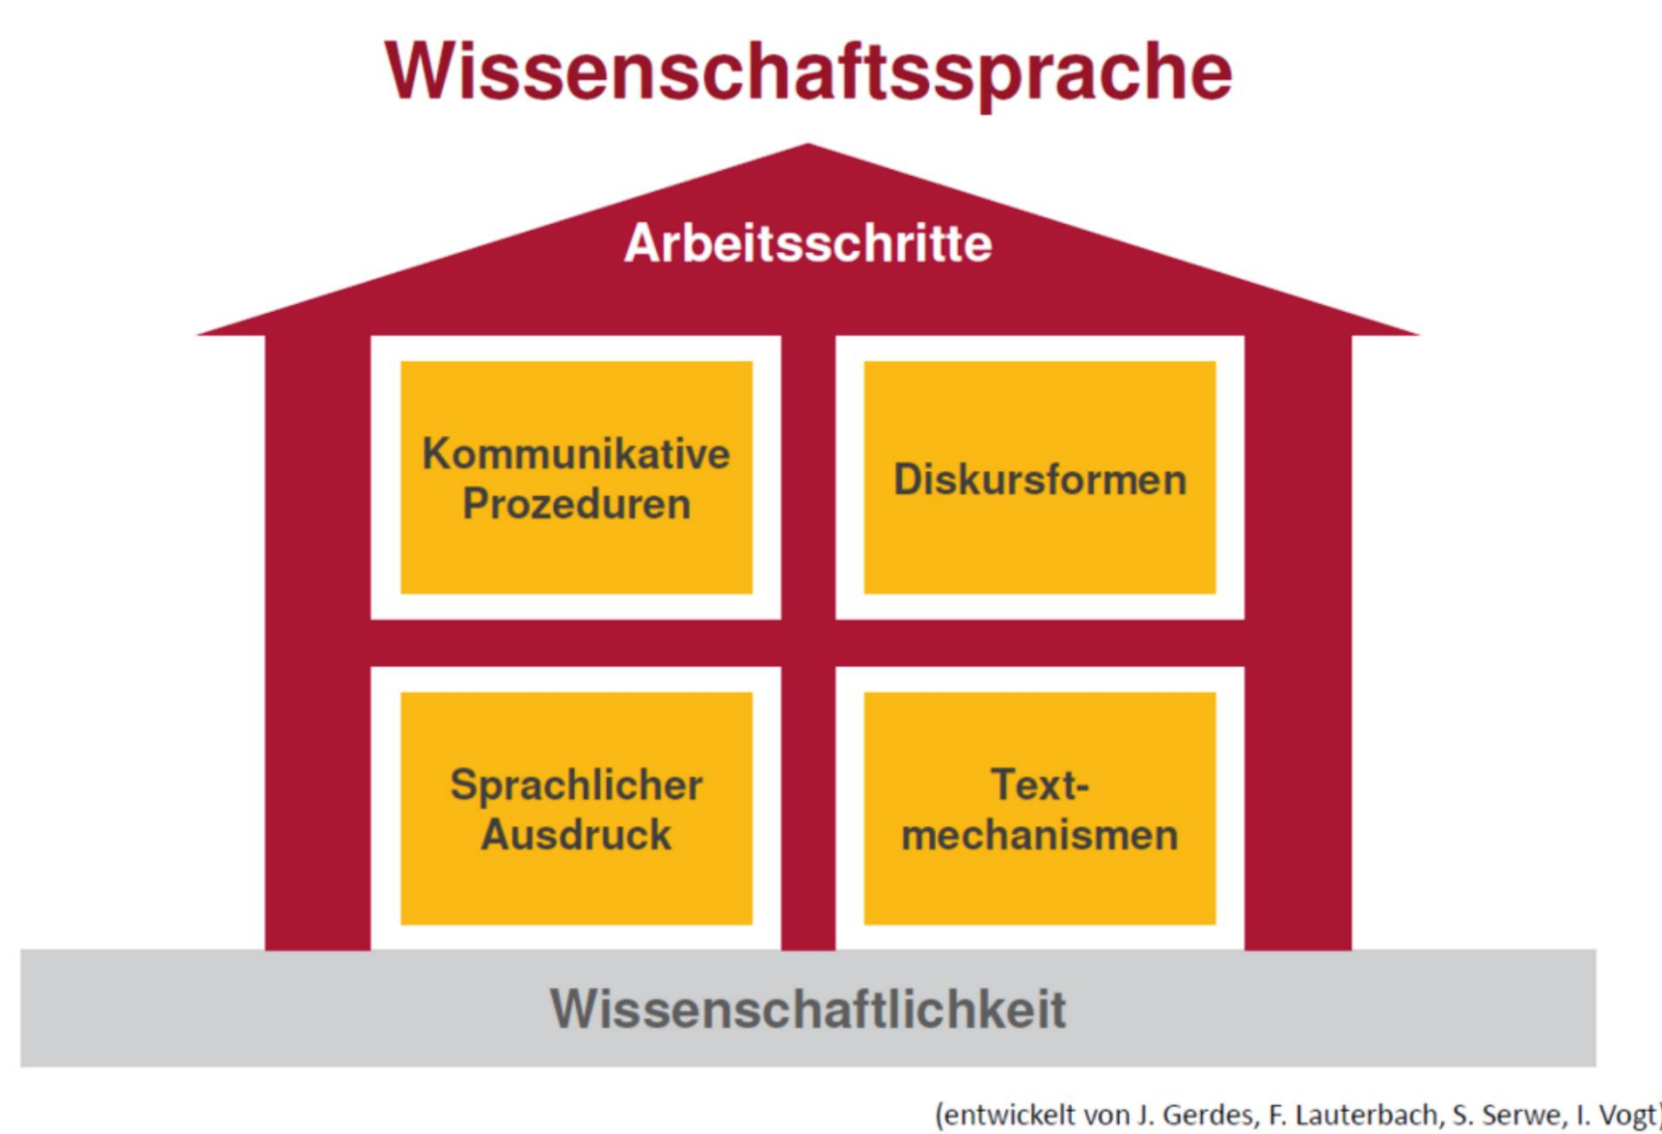 Wissenschaftssprache
Arbeitsschritte
Kommunikative
Prozeduren
Diskursformen
Sprachlicher
Ausdruck
Text-
mechanismen
Wissenschaftlichkeit
(entwickelt von J. Gerdes, F. Lauterbach, S. Serwe, I. Vogt)